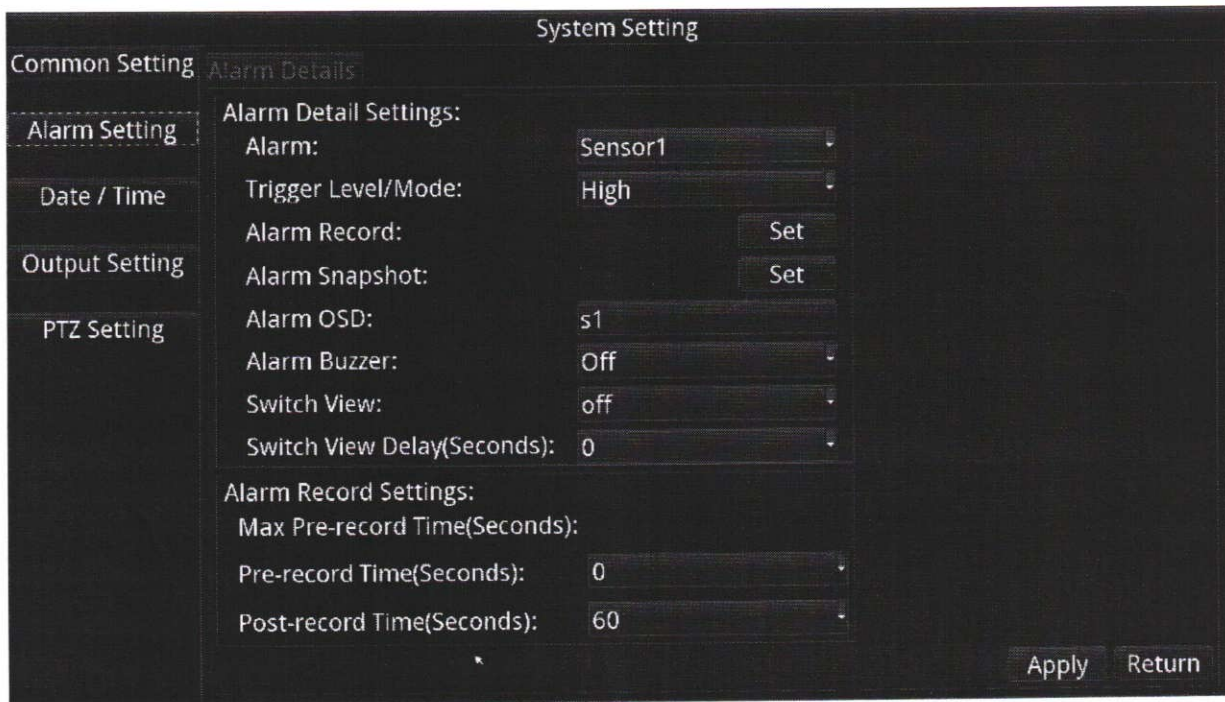 System Setting
Common Setting
Alarm Details
Alarm Setting
Date / Time
Output Setting
PTZ Setting
Alarm Detail Settings:
Alarm: Sensor1
Trigger Level/Mode: High
Alarm Record: Set
Alarm Snapshot: Set
Alarm OSD: s1
Alarm Buzzer: Off
Switch View: off
Switch View Delay(Seconds): 0
Alarm Record Settings:
Max Pre-record Time(Seconds):
Pre-record Time(Seconds): 0
Post-record Time(Seconds): 60
Apply Return